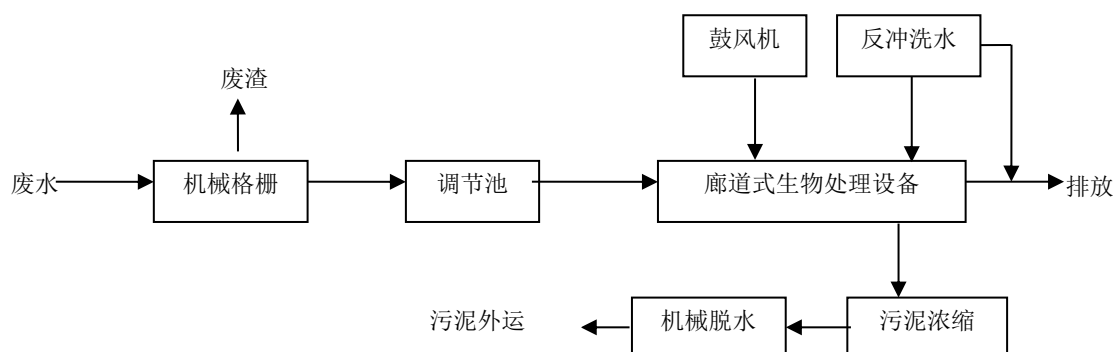 鼓风机
反冲洗水
废渣
废水
机械格栅
调节池
廊道式生物处理设备
排放
污泥外运
机械脱水
污泥浓缩